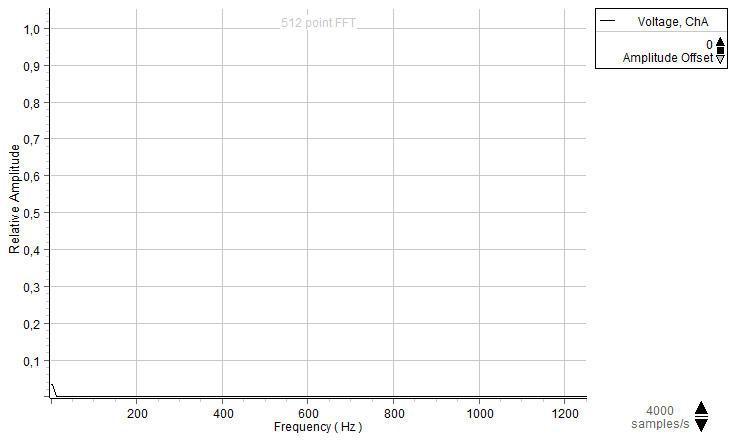 512 point FFT
1,0
0,9
0,8
0,7
0,6
0,5
0,4
0,3
0,2
0,1
Relative Amplitude
200 400 600 800 1000 1200
Frequency ( Hz )
Voltage, ChA
0
Amplitude Offset
4000
samples/s